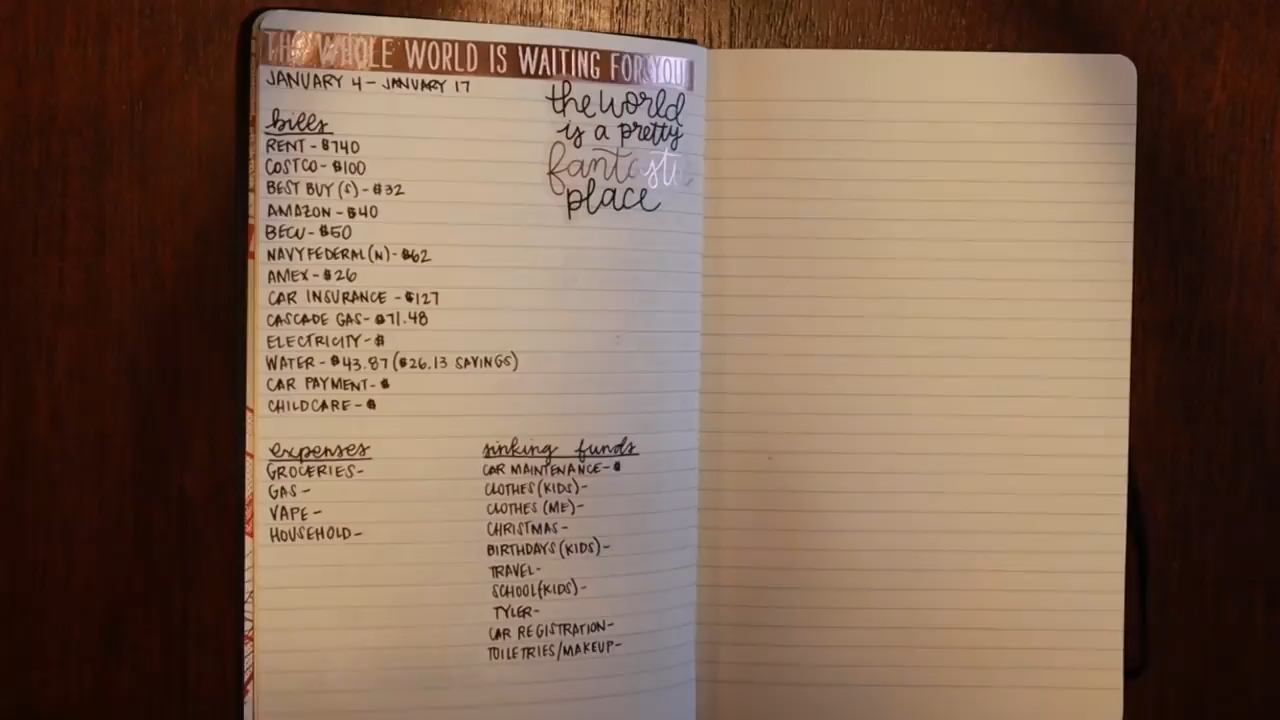 THE WHOLE WORLD IS WAITING FOR YOU
JANUARY 4 - JANUARY 17
the world
is a pretty
fantastic
place
bills
RENT - $740
COSTCO - $100
BEST BUY (S) - $32
AMAZON - $40
BECU - $50
NAVY FEDERAL (N) - $62
AMEX - $26
CAR INSURANCE - $127
CASCADE GAS - $71.48
ELECTRICITY - $
WATER - $43.87 ($26.13 SAVINGS)
CAR PAYMENT - $
CHILDCARE - $
expenses
GROCERIES -
GAS -
VAPE -
HOUSEHOLD -
sinking funds
CAR MAINTENANCE - $
CLOTHES (KIDS) -
CLOTHES (ME) -
CHRISTMAS -
BIRTHDAYS (KIDS) -
TRAVEL -
SCHOOL (KIDS) -
TYLER -
CAR REGISTRATION -
TOILETRIES/MAKEUP -